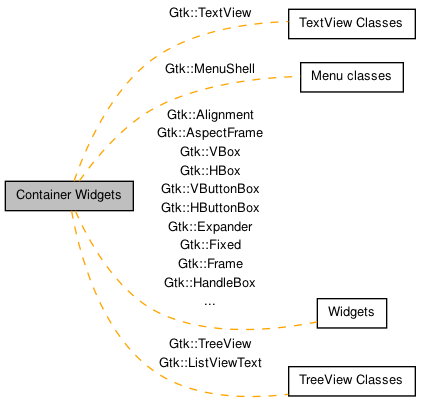 Gtk::TextView
TextView Classes
Gtk::MenuShell
Menu classes
Gtk::Alignment
Gtk::AspectFrame
Gtk::VBox
Gtk::HBox
Gtk::VButtonBox
Container Widgets
Gtk::HButtonBox
Gtk::Expander
Gtk::Fixed
Gtk::Frame
Gtk::HandleBox
...
Widgets
Gtk::TreeView
Gtk::ListViewText
TreeView Classes